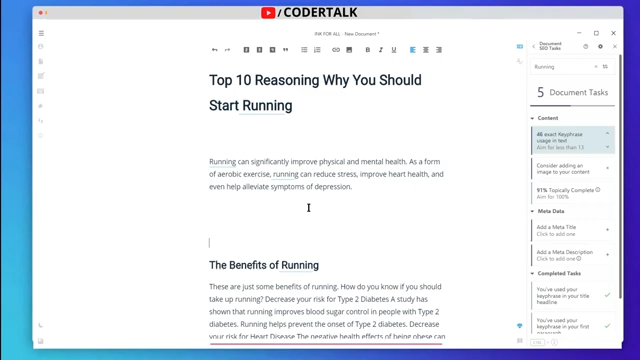 /CODERTALK
INK FOR ALL - New Document *
Document
SEO Tasks
Running
5 Document Tasks
Top 10 Reasoning Why You Should
Start Running
Running can significantly improve physical and mental health. As a form
of aerobic exercise, running can reduce stress, improve heart health, and
even help alleviate symptoms of depression.
The Benefits of Running
These are just some benefits of running. How do you know if you should
take up running? Decrease your risk for Type 2 Diabetes A study has
shown that running improves blood sugar control in people with Type 2
diabetes. Running helps prevent the onset of Type 2 diabetes. Decrease
your risk for Heart Disease The negative health effects of being obese can
Content
46 exact Keyphrase
usage in text
Aim for less than 13
Consider adding an
image to your content
91% Topically Complete
Aim for 100%
Meta Data
Add a Meta Title
Click to add one
Add a Meta Description
Click to add one
Completed Tasks
You've used your
keyphrase in your title
headline
You've used your
keyphrase in your first